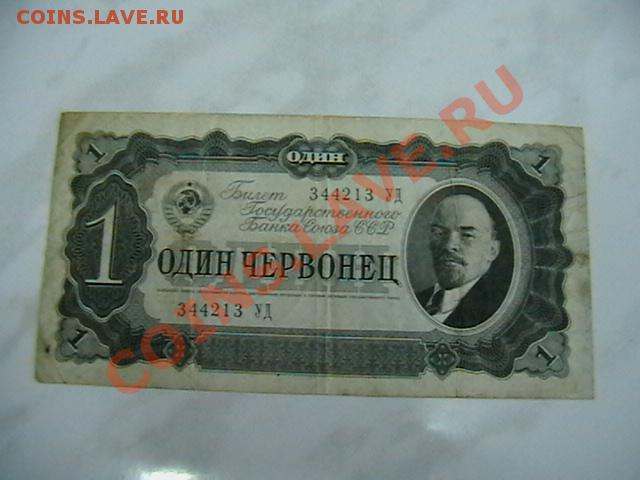 COINS.LAVE.RU
ОДИН
1
1
Билет 344213 УД
Государственного
Банка Союза ССР
1
ОДИН ЧЕРВОНЕЦ
344213 УД
1
1
COINS.LAVE.RU